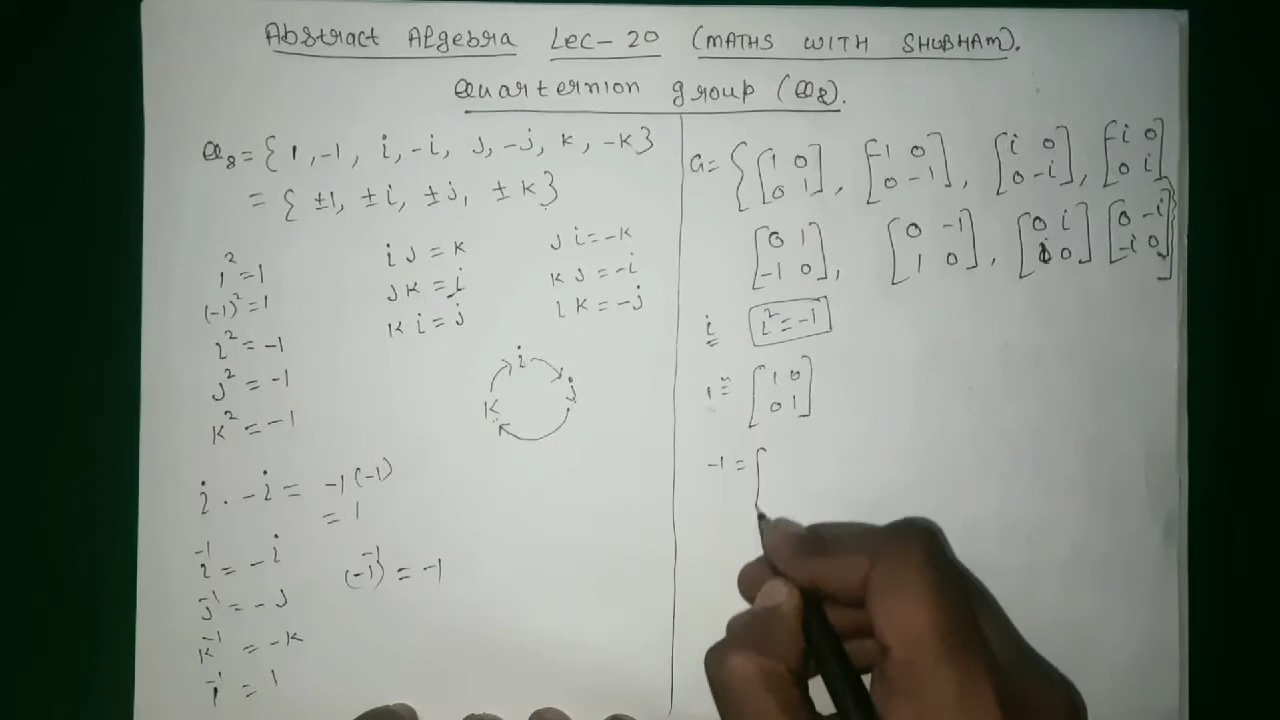 Abstract Algebra Lec-20 (MATHS WITH SHUBHAM).
Quarternion group (Q8).
Q8 = {1, -1, i, -i, j, -j, k, -k}
= {±1, ±i, ±j, ±k}
1² = 1
(-1)² = 1
i² = -1
j² = -1
k² = -1
ij = k
jk = i
ki = j
ji = -k
kj = -i
ik = -j
i
j
k
i . -i = -1(-1)
= 1
i⁻¹ = -i
j⁻¹ = -j
k⁻¹ = -k
1⁻¹ = 1
(-1)⁻¹ = -1
G = { [1 0; 0 1], [-1 0; 0 -1], [i 0; 0 -i], [-i 0; 0 i]
[0 1; -1 0], [0 -1; 1 0], [0 i; i 0] [0 -i; -i 0] }
i i² = -1
1 = [1 0; 0 1]
-1 = [